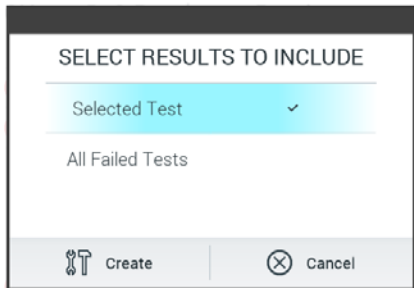 SELECT RESULTS TO INCLUDE
Selected Test
All Failed Tests
Create Cancel